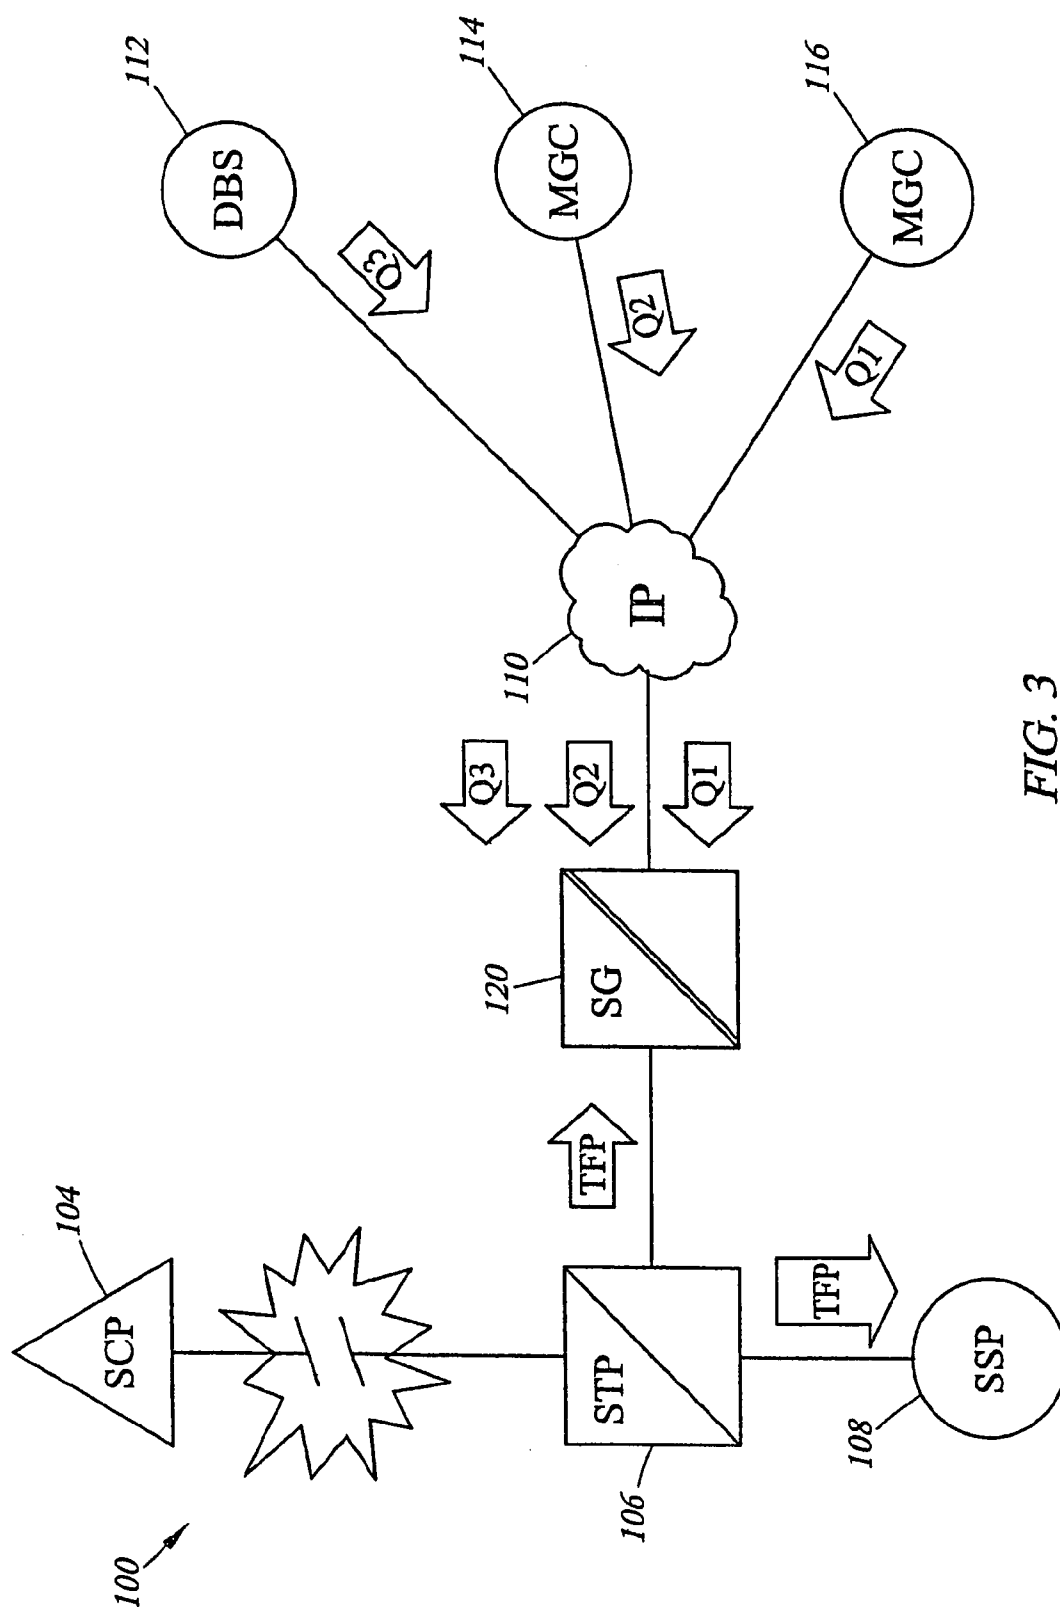 100
SCP
104
STP
106
TFP
TFP
SSP
108
SG
120
Q3
Q2
Q1
IP
110
Q3
Q2
Q1
DBS
112
MGC
114
MGC
116
FIG. 3